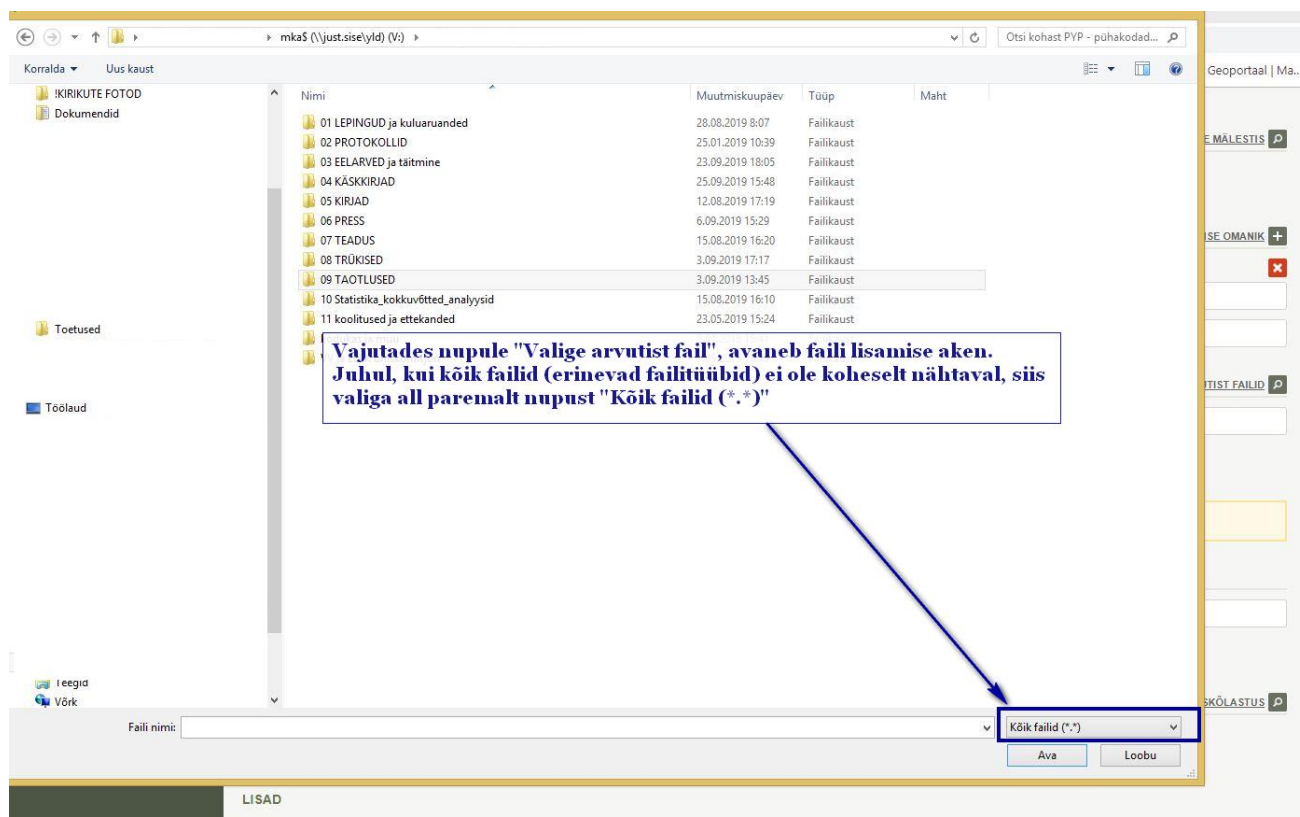 mka$ (\\just.sise\yld) (V:)
Otsi kohast PYP - pühakodad...
Korralda
Uus kaust
Geoportaal | Ma...
!KIRIKUTE FOTOD
Dokumendid
Toetused
Töölaud
Teegid
Võrk
Nimi Muutmiskuupäev Tüüp Maht
01 LEPINGUD ja kuluaruanded 28.08.2019 8:07 Failikaust
02 PROTOKOLLID 25.01.2019 10:39 Failikaust
03 EELARVED ja täitmine 23.09.2019 18:05 Failikaust
04 KÄSKKIRJAD 25.09.2019 15:48 Failikaust
05 KIRJAD 12.08.2019 17:19 Failikaust
06 PRESS 6.09.2019 15:29 Failikaust
07 TEADUS 15.08.2019 16:20 Failikaust
08 TRÜKISED 3.09.2019 17:17 Failikaust
09 TAOTLUSED 3.09.2019 13:45 Failikaust
10 Statistika_kokkuv6tted_analyysid 15.08.2019 16:10 Failikaust
11 koolitused ja ettekanded 23.05.2019 15:24 Failikaust
Vajutades nupule "Valige arvutist fail", avaneb faili lisamise aken.
Juhul, kui kõik failid (erinevad failitüübid) ei ole koheselt nähtaval, siis
valiga all paremalt nupust "Kõik failid (*.*)"
E MÄLESTIS
ISE OMANIK
UTIST FAILID
SKÕLASTUS
Faili nimi:
Kõik failid (*.*)
Ava Loobu
LISAD